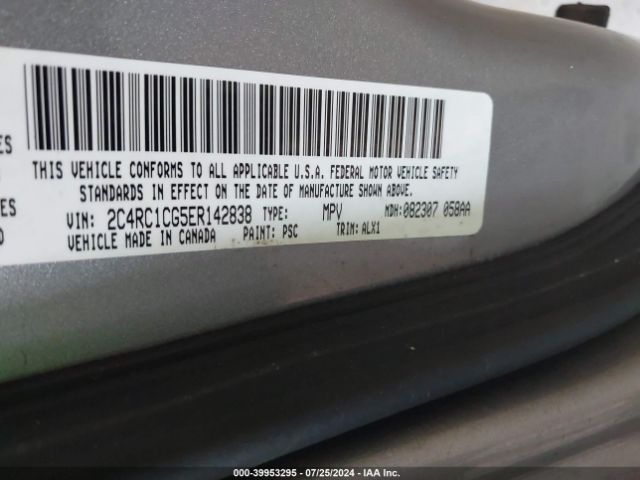 ES
THIS VEHICLE CONFORMS TO ALL APPLICABLE U.S.A. FEDERAL MOTOR VEHICLE SAFETY
STANDARDS IN EFFECT ON THE DATE OF MANUFACTURE SHOWN ABOVE.
ES
VIN: 2C4RC1CG5ER142838 TYPE: MPV MDH:082307 058AA
D
VEHICLE MADE IN CANADA PAINT: PSC TRIM: ALX1
000-39953295 - 07/25/2024 - IAA Inc.